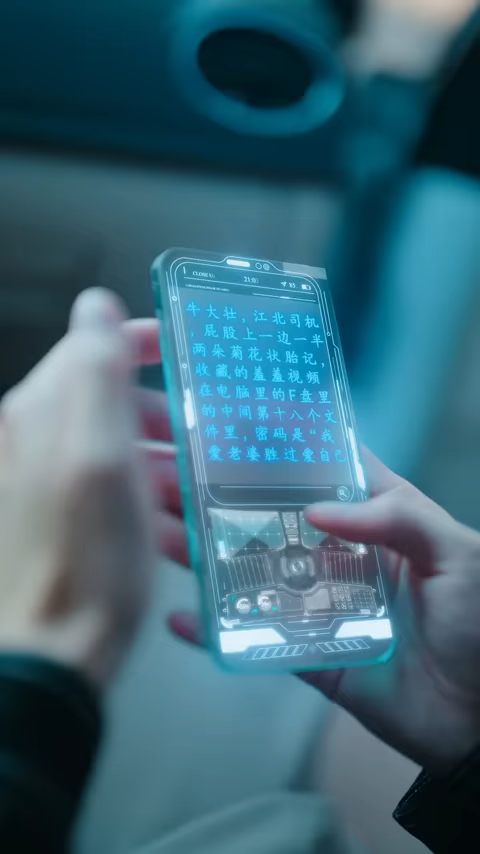 牛大壮，江北司机
，屁股上一边一半
两朵菊花状胎记，
收藏的羞羞视频
在电脑里的F盘里
的中间第十八个文
件里，密码是“我
爱老婆胜过爱自己